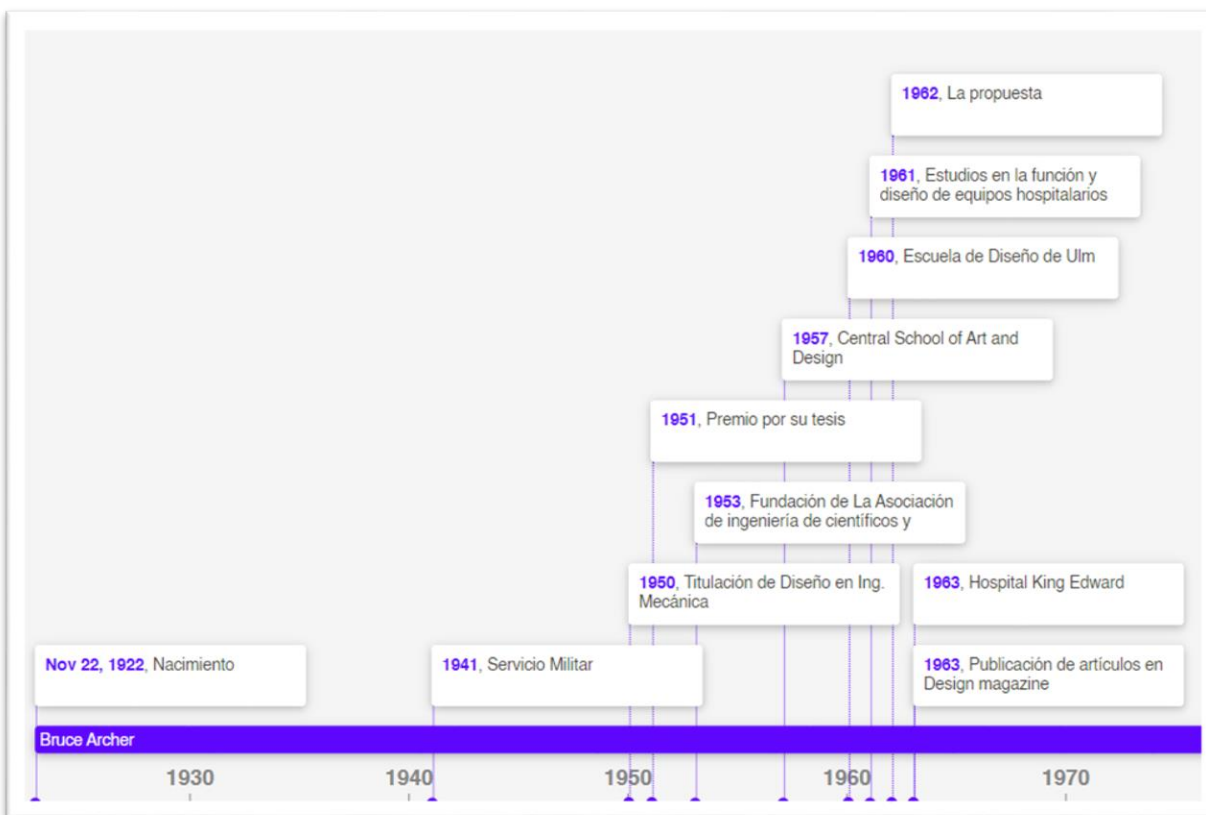 1962, La propuesta
1961, Estudios en la función y
diseño de equipos hospitalarios
1960, Escuela de Diseño de Ulm
1957, Central School of Art and
Design
1951, Premio por su tesis
1953, Fundación de La Asociación
de ingeniería de científicos y
1950, Titulación de Diseño en Ing.
Mecánica
1963, Hospital King Edward
Nov 22, 1922, Nacimiento
1941, Servicio Militar
1963, Publicación de artículos en
Design magazine
Bruce Archer
1930
1940
1950
1960
1970